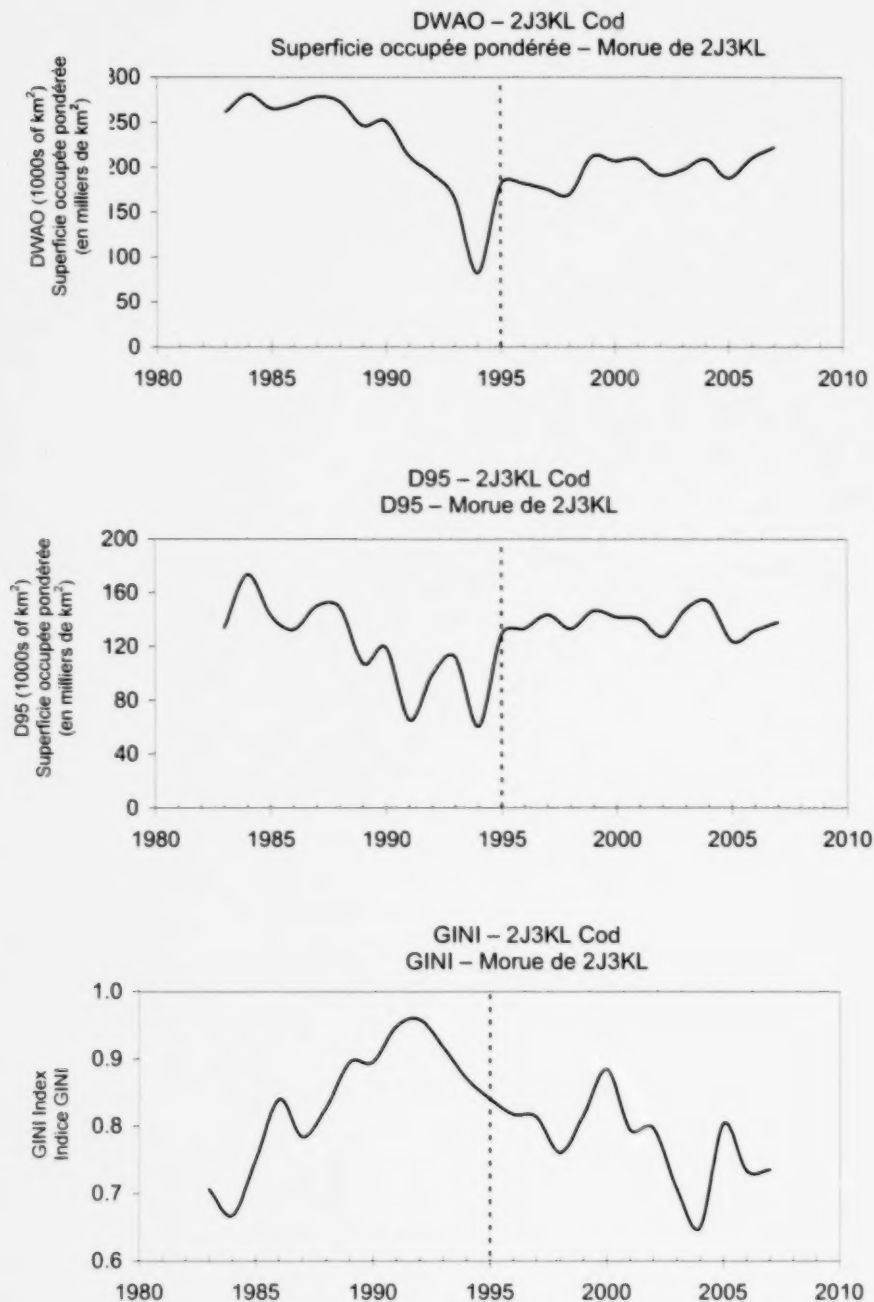 DWAO – 2J3KL Cod
Superficie occupée pondérée – Morue de 2J3KL
DWAO (1000s of km²)
Superficie occupée pondérée
(en milliers de km²)
300
250
200
150
100
50
0
1980 1985 1990 1995 2000 2005 2010
D95 – 2J3KL Cod
D95 – Morue de 2J3KL
D95 (1000s of km²)
Superficie occupée pondérée
(en milliers de km²)
200
160
120
80
40
0
1980 1985 1990 1995 2000 2005 2010
GINI – 2J3KL Cod
GINI – Morue de 2J3KL
GINI Index
Indice GINI
1.0
0.9
0.8
0.7
0.6
1980 1985 1990 1995 2000 2005 2010